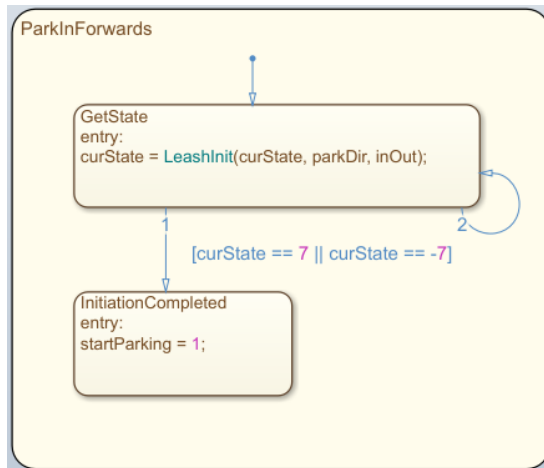 ParkInForwards
GetState
entry:
curState = LeashInit(curState, parkDir, inOut);
1
2
[curState == 7 || curState == -7]
InitiationCompleted
entry:
startParking = 1;